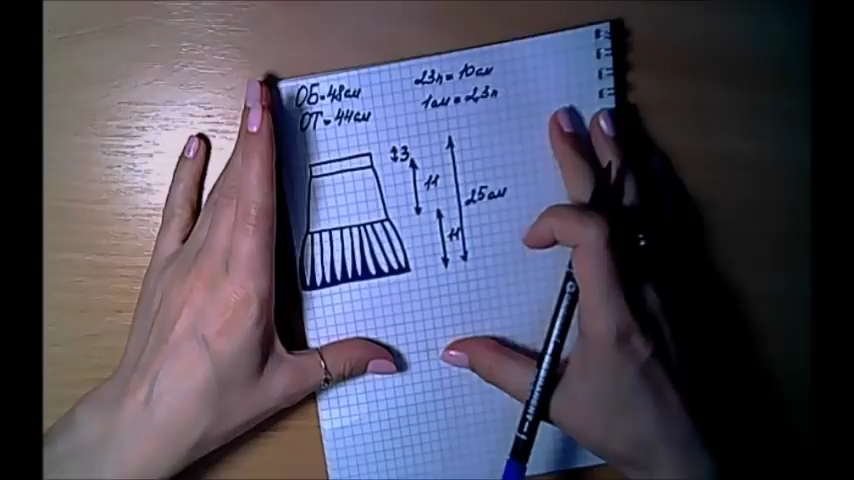 ОБ=48см
ОТ=44см
23п=10см
1см=2,3п
3
11
25см
11